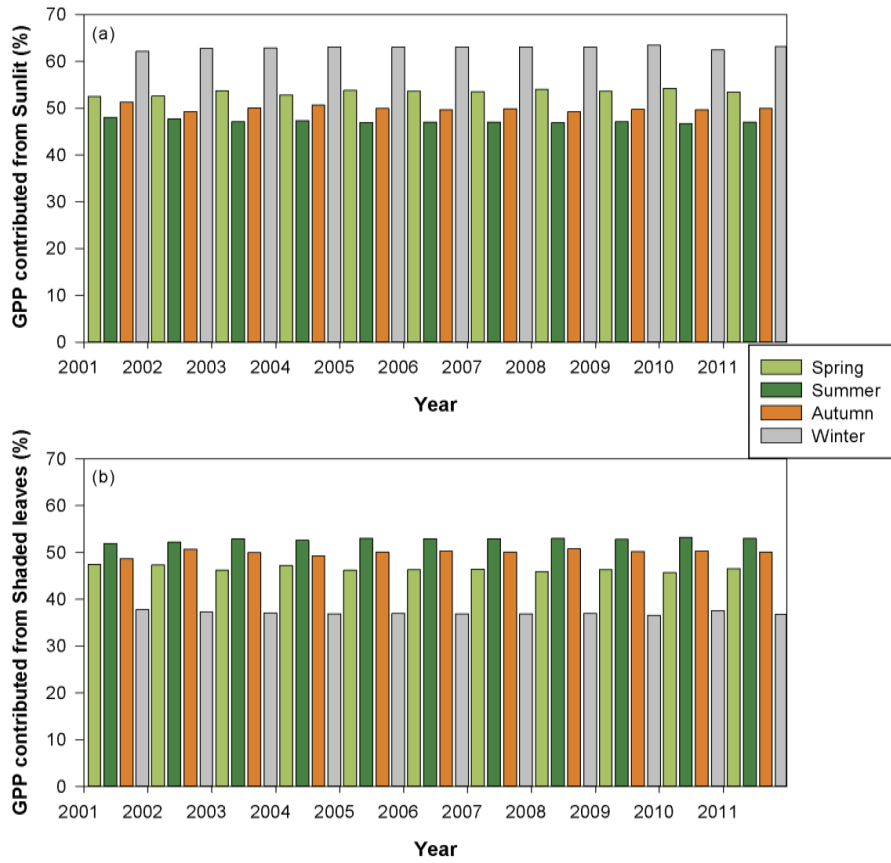 GPP contributed from Sunlit (%)
(a)
70
60
50
40
30
20
10
0
2001 2002 2003 2004 2005 2006 2007 2008 2009 2010 2011
Year
Spring
Summer
Autumn
Winter
GPP contributed from Shaded leaves (%)
(b)
70
60
50
40
30
20
10
0
2001 2002 2003 2004 2005 2006 2007 2008 2009 2010 2011
Year